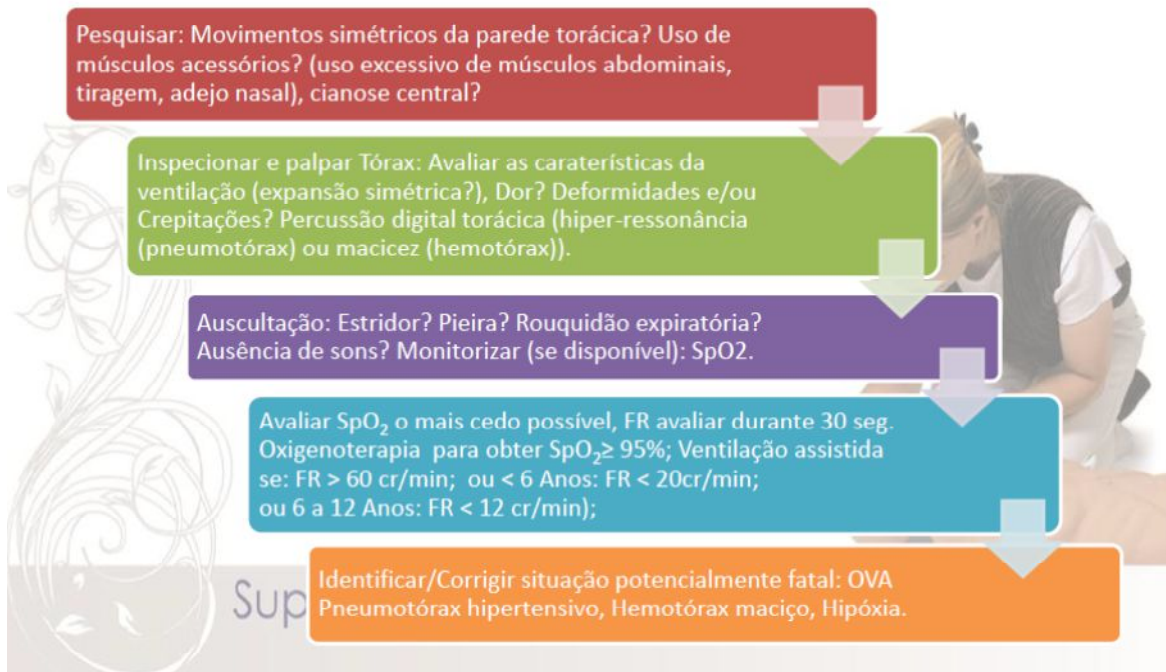 Pesquisar: Movimentos simétricos da parede torácica? Uso de
músculos acessórios? (uso excessivo de músculos abdominais,
tiragem, adejo nasal), cianose central?
Inspecionar e palpar Tórax: Avaliar as caraterísticas da
ventilação (expansão simétrica?), Dor? Deformidades e/ou
Crepitações? Percussão digital torácica (hiper-ressonância
(pneumotórax) ou macicez (hemotórax)).
Auscultação: Estridor? Pieira? Rouquidão expiratória?
Ausência de sons? Monitorizar (se disponível): SpO2.
Avaliar SpO₂ o mais cedo possível, FR avaliar durante 30 seg.
Oxigenoterapia para obter SpO₂≥ 95%; Ventilação assistida
se: FR > 60 cr/min; ou < 6 Anos: FR < 20cr/min;
ou 6 a 12 Anos: FR < 12 cr/min);
Identificar/Corrigir situação potencialmente fatal: OVA
Pneumotórax hipertensivo, Hemotórax maciço, Hipóxia.
Sup